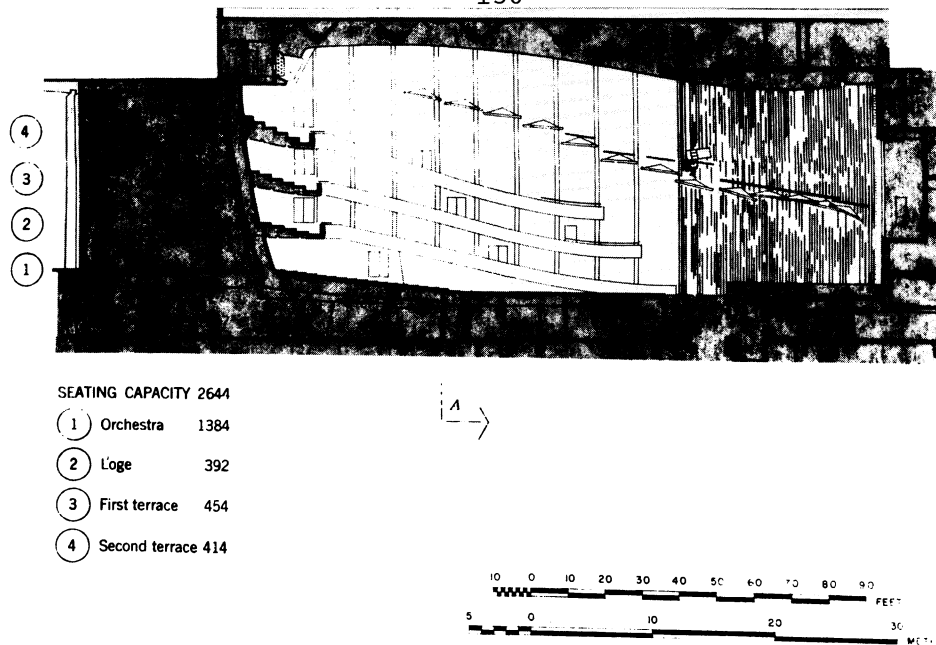 4
3
2
1
SEATING CAPACITY 2644
1 Orchestra 1384
2 Loge 392
3 First terrace 454
4 Second terrace 414
A
10 0 10 20 30 40 50 60 70 80 90
FEET
5 0 10 20 30